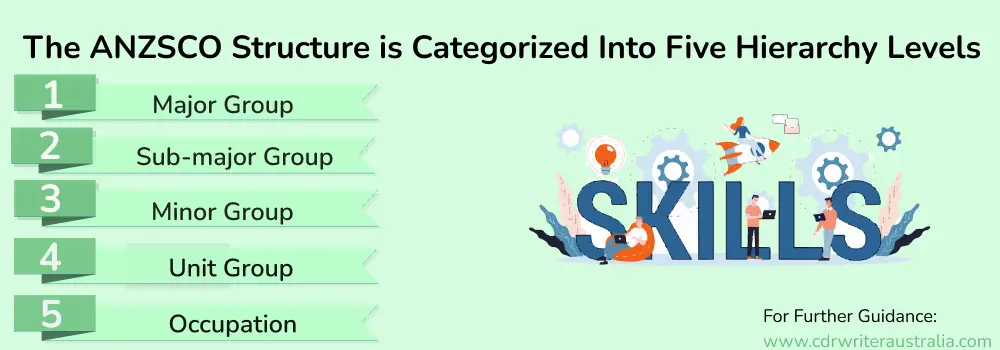 The ANZSCO Structure is Categorized Into Five Hierarchy Levels
1
Major Group
2
Sub-major Group
3
Minor Group
4
Unit Group
5
Occupation
SKILLS
For Further Guidance:
www.cdrwriteraustralia.com